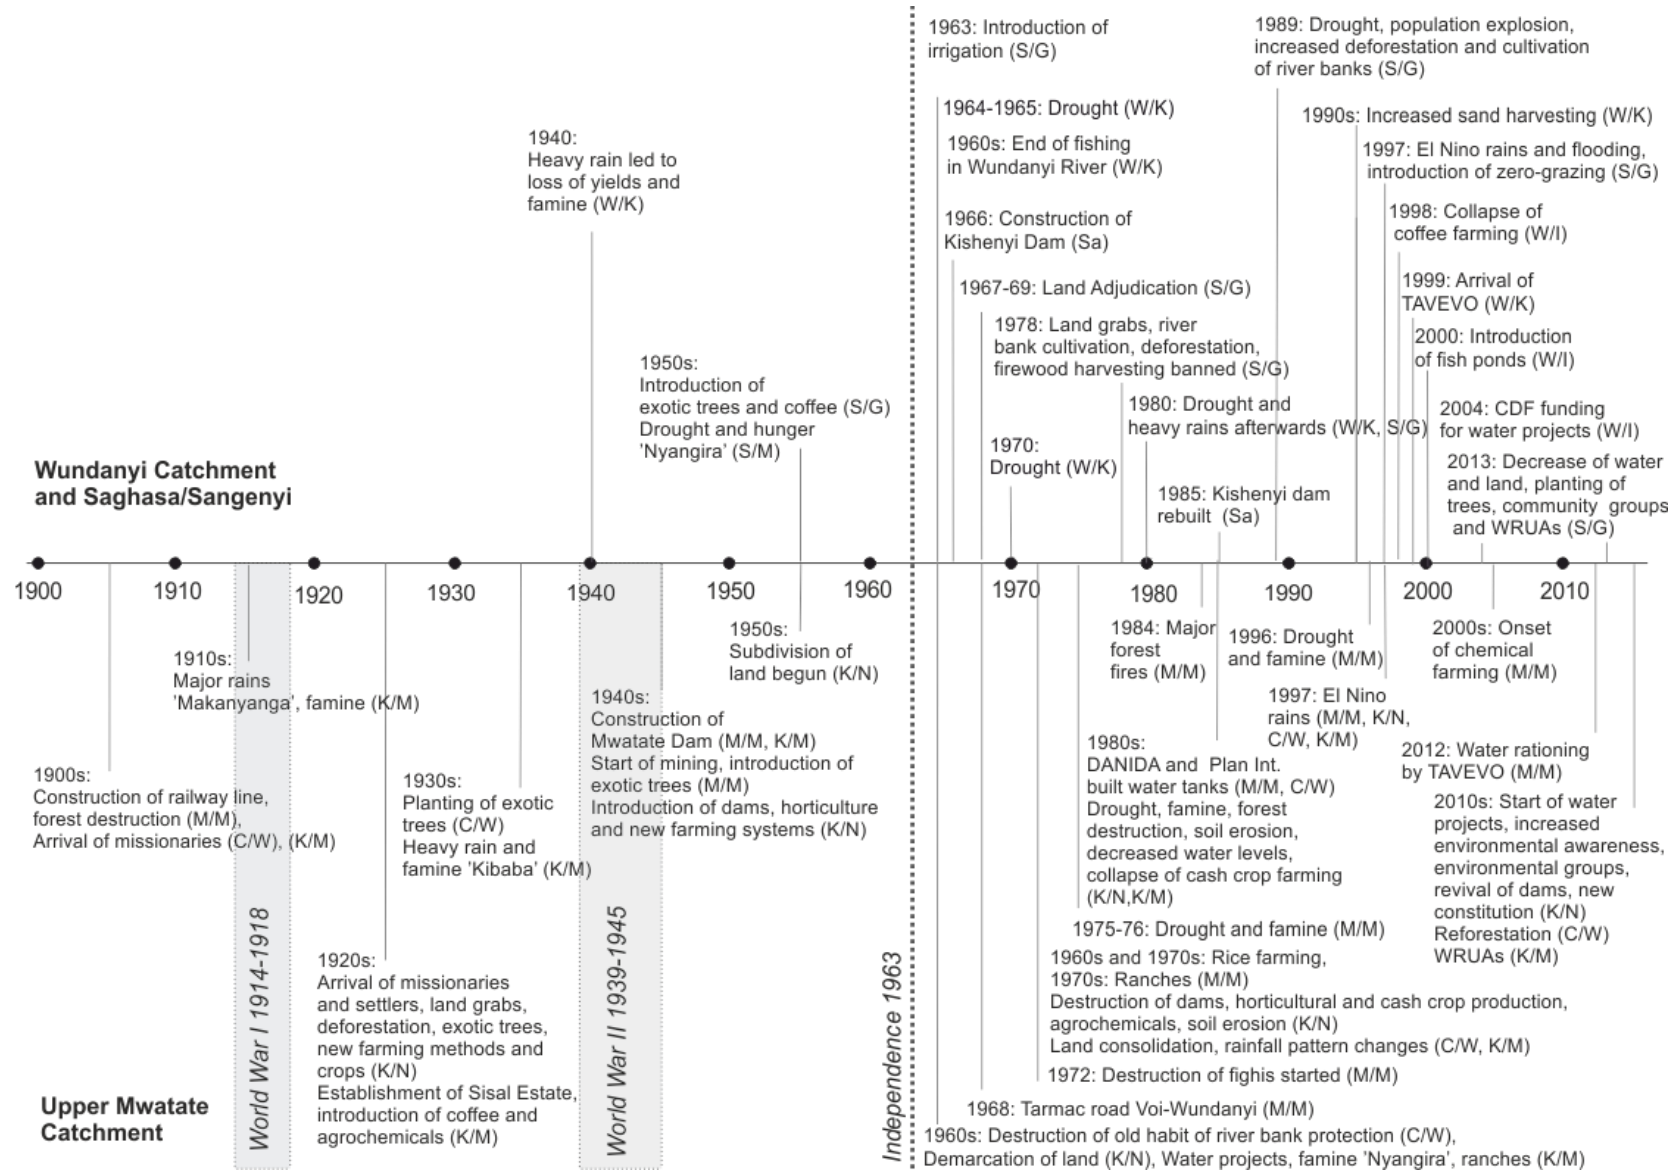 1963: Introduction of
irrigation (S/G)
1989: Drought, population explosion,
increased deforestation and cultivation
of river banks (S/G)
1964-1965: Drought (W/K)
1990s: Increased sand harvesting (W/K)
1940:
Heavy rain led to
loss of yields and
famine (W/K)
1960s: End of fishing
in Wundanyi River (W/K)
1997: El Nino rains and flooding,
introduction of zero-grazing (S/G)
1966: Construction of
Kishenyi Dam (Sa)
1998: Collapse of
coffee farming (W/I)
1967-69: Land Adjudication (S/G)
1999: Arrival of
TAVEVO (W/K)
1978: Land grabs, river
bank cultivation, deforestation,
firewood harvesting banned (S/G)
2000: Introduction
of fish ponds (W/I)
1950s:
Introduction of
exotic trees and coffee (S/G)
Drought and hunger
'Nyangira' (S/M)
1980: Drought and
heavy rains afterwards (W/K, S/G)
2004: CDF funding
for water projects (W/I)
1970:
Drought (W/K)
2013: Decrease of water
and land, planting of
trees, community groups
and WRUAs (S/G)
1985: Kishenyi dam
rebuilt (Sa)
Wundanyi Catchment
and Saghasa/Sangenyi
1900
1910
1920
1930
1940
1950
1960
1970
1980
1990
2000
2010
1950s:
Subdivision of
land begun (K/N)
1984: Major
forest
fires (M/M)
1996: Drought
and famine (M/M)
2000s: Onset
of chemical
farming (M/M)
1910s:
Major rains
'Makanyanga', famine (K/M)
1940s:
Construction of
Mwatate Dam (M/M, K/M)
Start of mining, introduction of
exotic trees (M/M)
Introduction of dams, horticulture
and new farming systems (K/N)
1997: El Nino
rains (M/M, K/N,
C/W, K/M)
1980s:
DANIDA and Plan Int.
built water tanks (M/M, C/W)
Drought, famine, forest
destruction, soil erosion,
decreased water levels,
collapse of cash crop farming
(K/N,K/M)
2012: Water rationing
by TAVEVO (M/M)
1900s:
Construction of railway line,
forest destruction (M/M),
Arrival of missionaries (C/W), (K/M)
1930s:
Planting of exotic
trees (C/W)
Heavy rain and
famine 'Kibaba' (K/M)
2010s: Start of water
projects, increased
environmental awareness,
environmental groups,
revival of dams, new
constitution (K/N)
Reforestation (C/W)
WRUAs (K/M)
1975-76: Drought and famine (M/M)
1920s:
Arrival of missionaries
and settlers, land grabs,
deforestation, exotic trees,
new farming methods and
crops (K/N)
Establishment of Sisal Estate,
introduction of coffee and
agrochemicals (K/M)
1960s and 1970s: Rice farming,
1970s: Ranches (M/M)
Destruction of dams, horticultural and cash crop production,
agrochemicals, soil erosion (K/N)
Land consolidation, rainfall pattern changes (C/W, K/M)
1972: Destruction of fighis started (M/M)
1968: Tarmac road Voi-Wundanyi (M/M)
1960s: Destruction of old habit of river bank protection (C/W),
Demarcation of land (K/N), Water projects, famine 'Nyangira', ranches (K/M)
World War I 1914-1918
World War II 1939-1945
Independence 1963
Upper Mwatate
Catchment